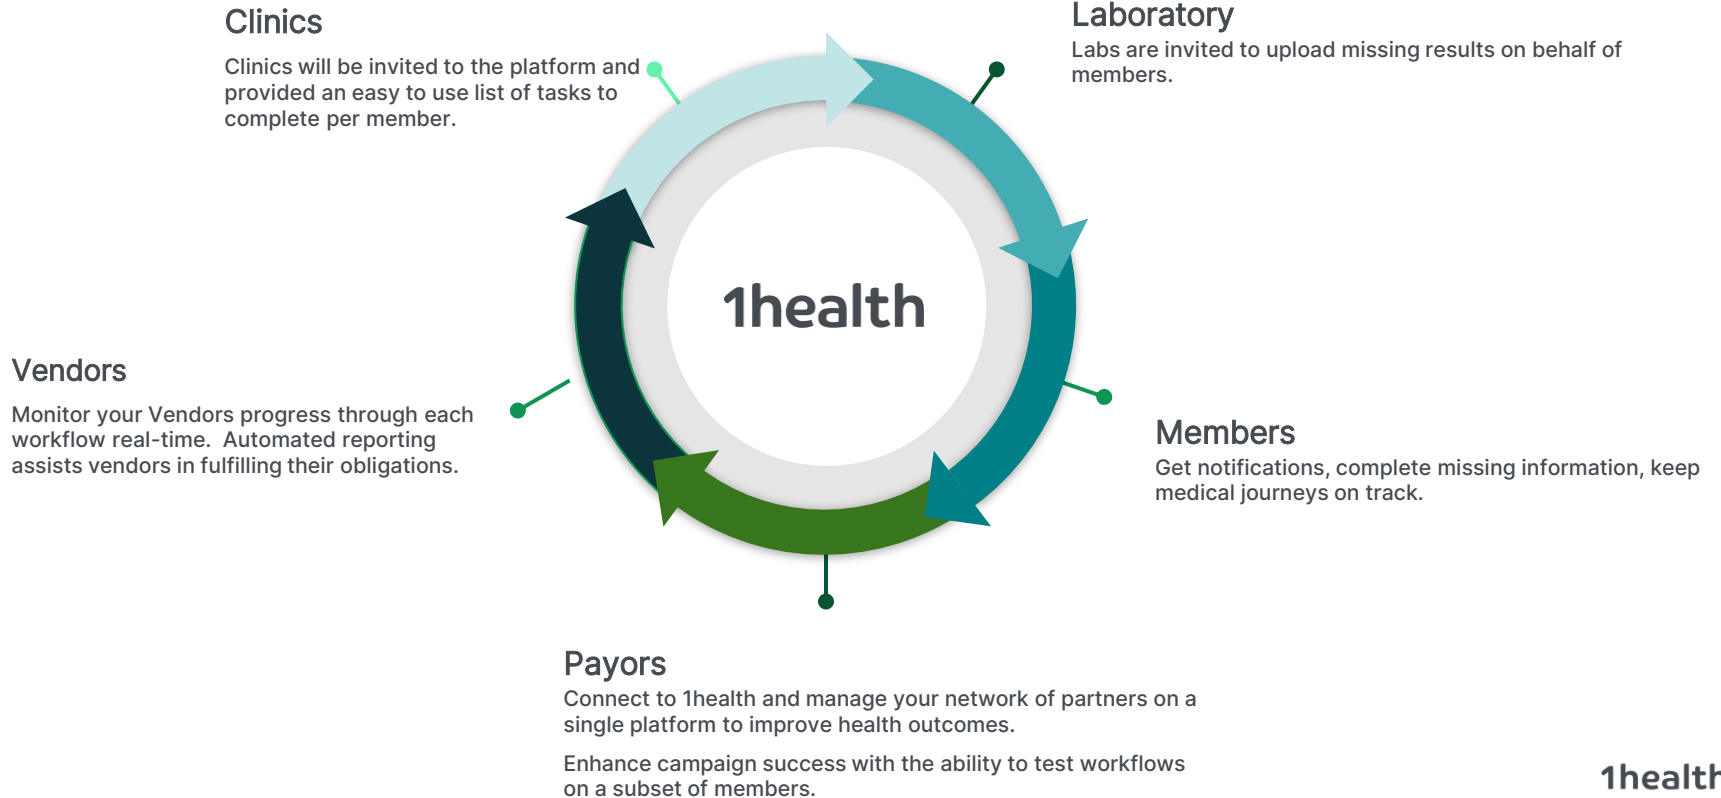 Clinics
Clinics will be invited to the platform and
provided an easy to use list of tasks to
complete per member.
Laboratory
Labs are invited to upload missing results on behalf of
members.
1health
Vendors
Monitor your Vendors progress through each
workflow real-time.  Automated reporting
assists vendors in fulfilling their obligations.
Members
Get notifications, complete missing information, keep
medical journeys on track.
Payors
Connect to 1health and manage your network of partners on a
single platform to improve health outcomes.
Enhance campaign success with the ability to test workflows
on a subset of members.
1health